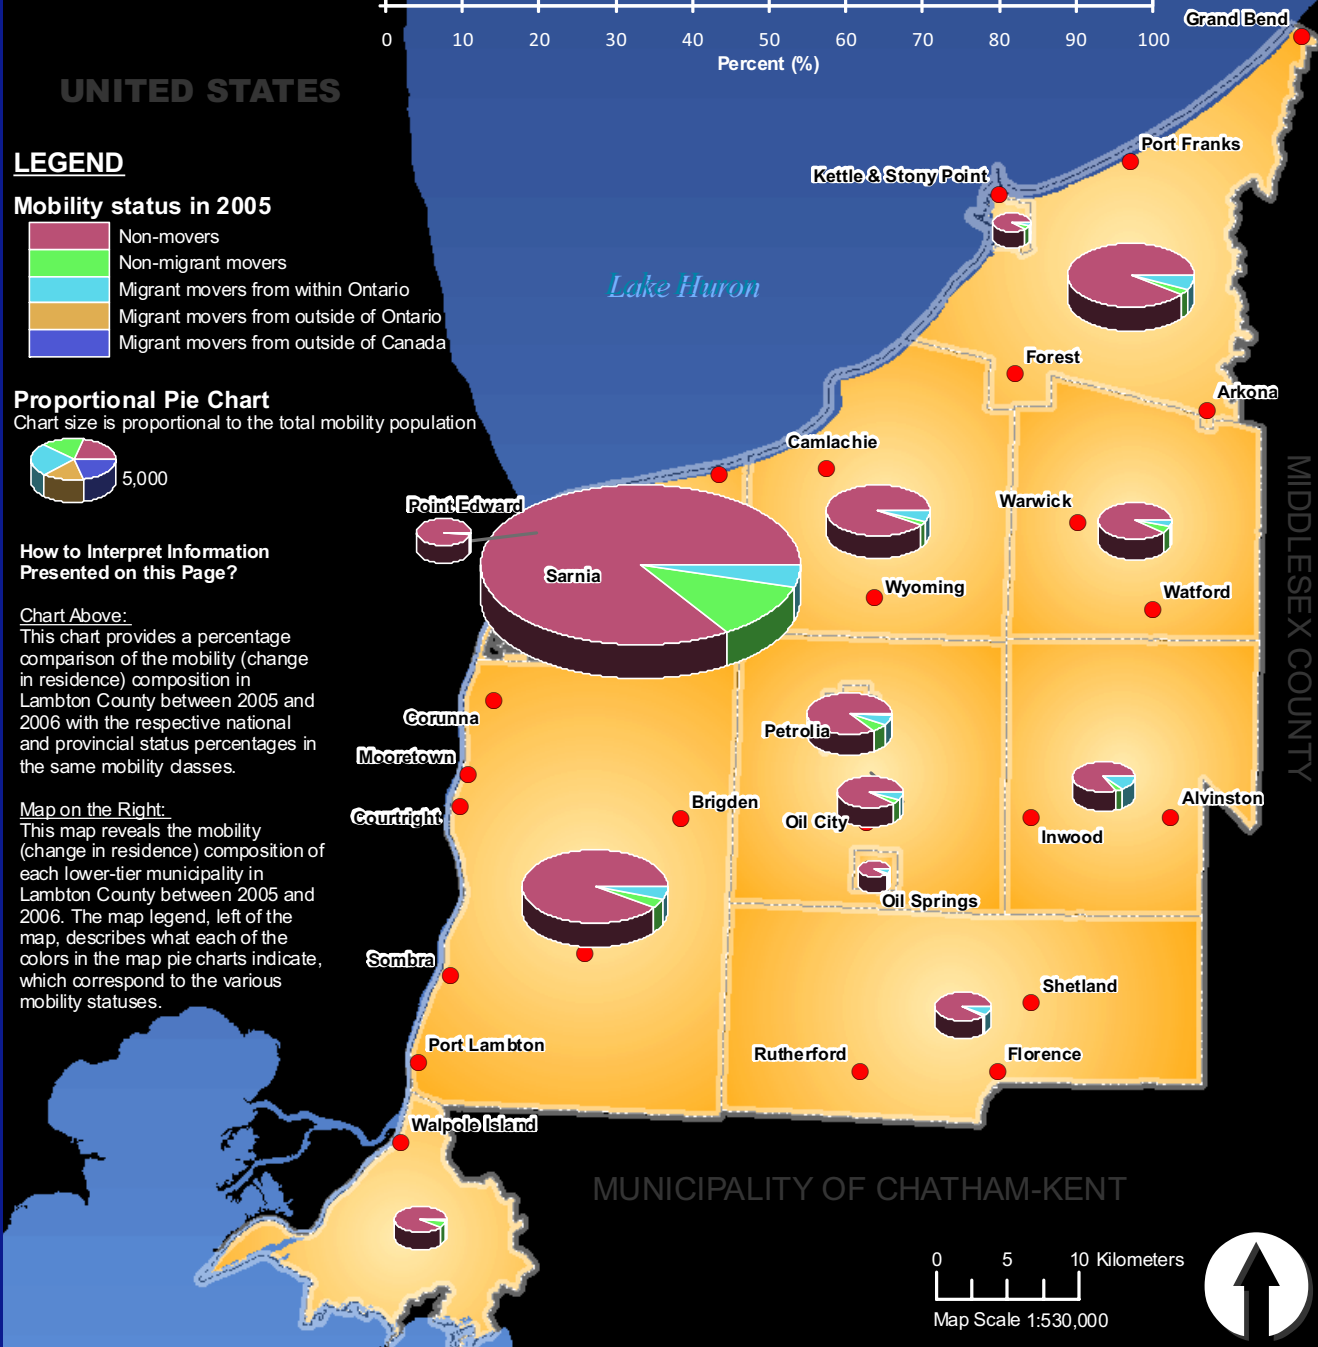 Grand Bend
0 10 20 30 40 50 60 70 80 90 100
Percent (%)
UNITED STATES
Port Franks
LEGEND
Kettle & Stony Point
Mobility status in 2005
Non-movers
Non-migrant movers
Migrant movers from within Ontario
Migrant movers from outside of Ontario
Migrant movers from outside of Canada
Lake Huron
Forest
Arkona
Proportional Pie Chart
Chart size is proportional to the total mobility population
5,000
Camlachie
Point Edward
Warwick
MIDDLESEX COUNTY
Sarnia
Wyoming
Watford
How to Interpret Information
Presented on this Page?
Chart Above:
This chart provides a percentage
comparison of the mobility (change
in residence) composition in
Lambton County between 2005 and
2006 with the respective national
and provincial status percentages in
the same mobility classes.
Map on the Right:
This map reveals the mobility
(change in residence) composition of
each lower-tier municipality in
Lambton County between 2005 and
2006. The map legend, left of the
map, describes what each of the
colors in the map pie charts indicate,
which correspond to the various
mobility statuses.
Corunna
Petrolia
Mooretown
Courtright
Brigden
Oil City
Alvinston
Inwood
Oil Springs
Sombra
Shetland
Port Lambton
Rutherford
Florence
Walpole Island
MUNICIPALITY OF CHATHAM-KENT
0 5 10 Kilometers
Map Scale 1:530,000